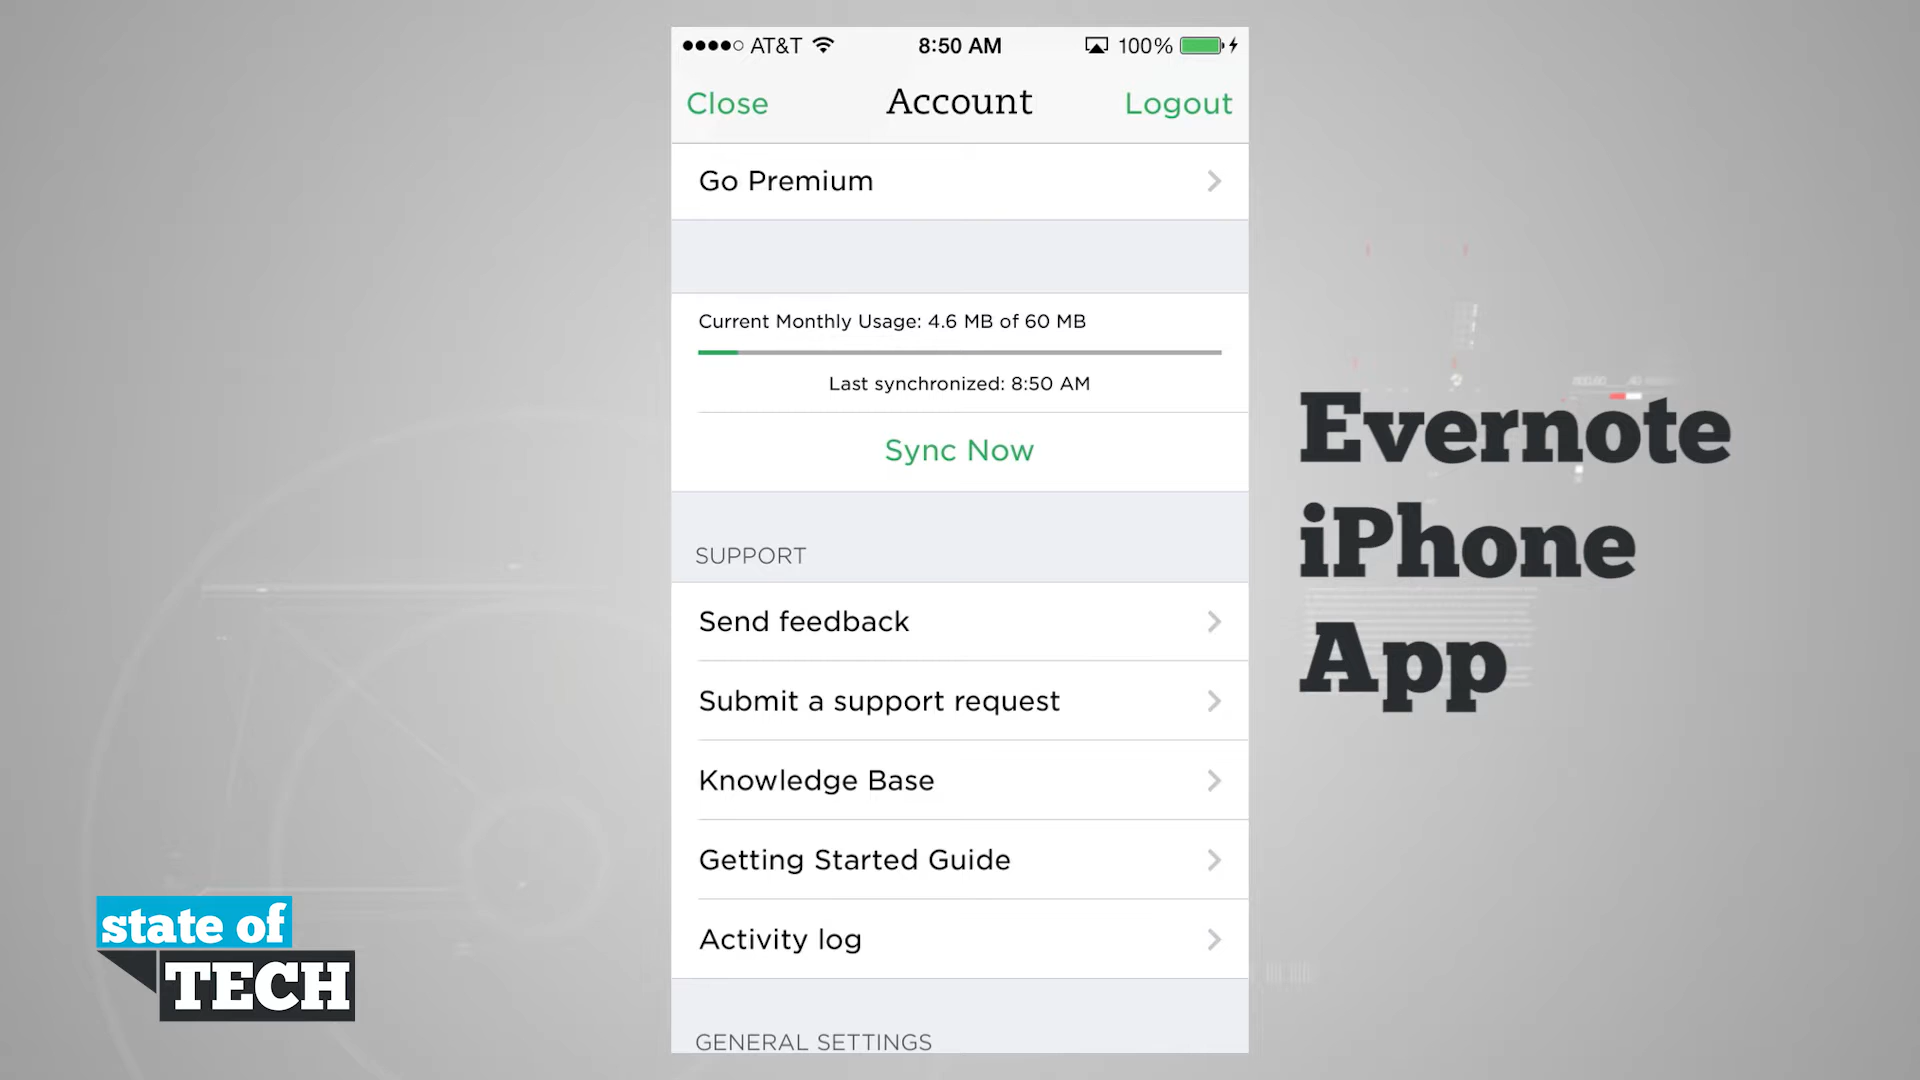 AT&T 8:50 AM 100%
Close Account Logout
Go Premium
Current Monthly Usage: 4.6 MB of 60 MB
Last synchronized: 8:50 AM
Sync Now
SUPPORT
Send feedback
Submit a support request
Knowledge Base
Getting Started Guide
Activity log
GENERAL SETTINGS
Evernote
iPhone
App
state of
TECH